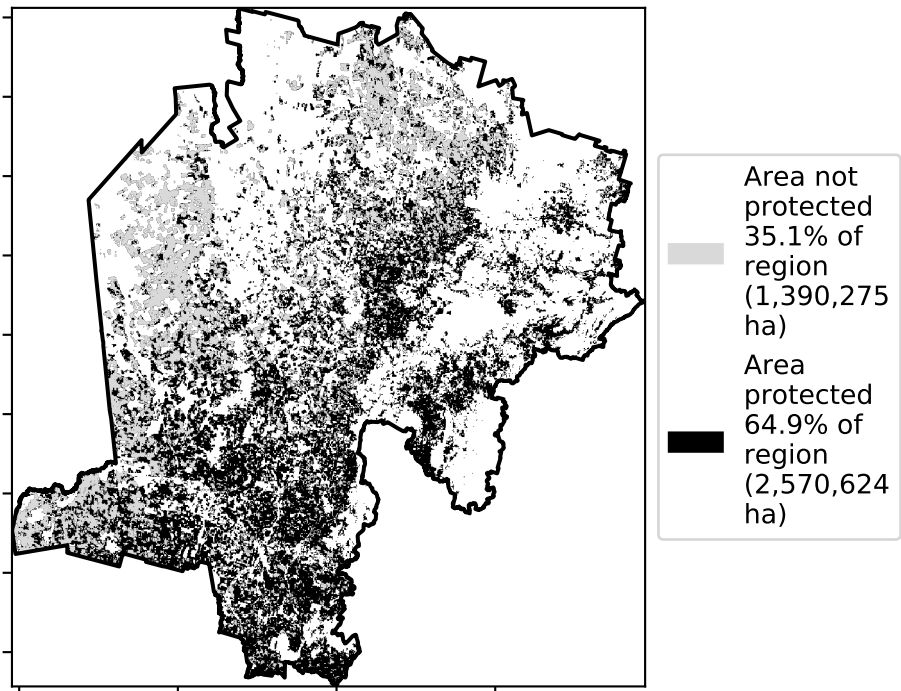 Area not
protected
35.1% of
region
(1,390,275
ha)
Area
protected
64.9% of
region
(2,570,624
ha)